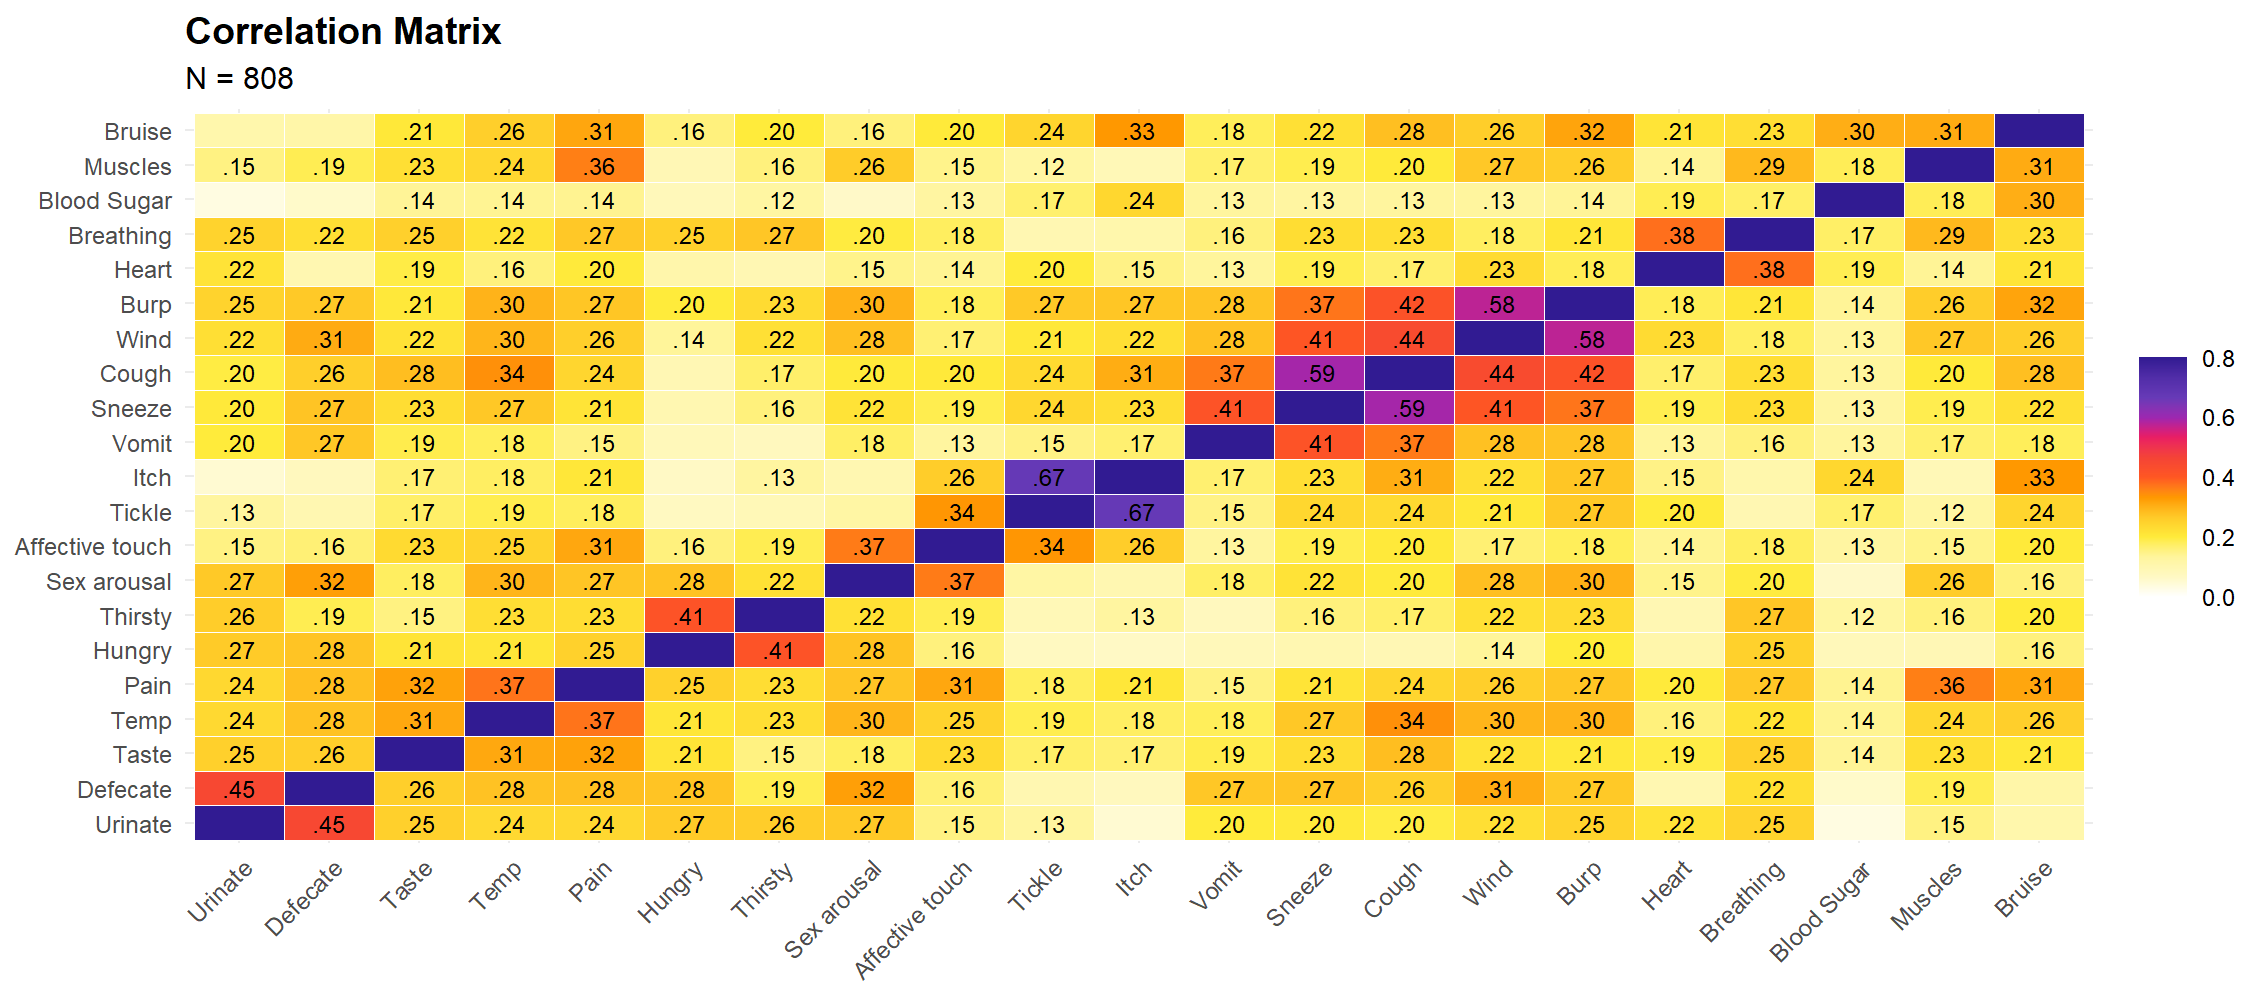 Correlation Matrix
N = 808
Bruise .21 .26 .31 .16 .20 .16 .20 .24 .33 .18 .22 .28 .26 .32 .21 .23 .30 .31
Muscles .15 .19 .23 .24 .36 .16 .26 .15 .12 .17 .19 .20 .27 .26 .14 .29 .18 .31
Blood Sugar .14 .14 .14 .12 .13 .17 .24 .13 .13 .13 .13 .14 .19 .17 .18 .30
Breathing .25 .22 .25 .22 .27 .25 .27 .20 .18 .16 .23 .23 .18 .21 .38 .17 .29 .23
Heart .22 .19 .16 .20 .15 .14 .20 .15 .13 .19 .17 .23 .18 .38 .19 .14 .21
Burp .25 .27 .21 .30 .27 .20 .23 .30 .18 .27 .27 .28 .37 .42 .58 .18 .21 .14 .26 .32
Wind .22 .31 .22 .30 .26 .14 .22 .28 .17 .21 .22 .28 .41 .44 .58 .23 .18 .13 .27 .26
0.8
Cough .20 .26 .28 .34 .24 .17 .20 .20 .24 .31 .37 .59 .44 .42 .17 .23 .13 .20 .28
Sneeze .20 .27 .23 .27 .21 .16 .22 .19 .24 .23 .41 .59 .41 .37 .19 .23 .13 .19 .22
0.6
Vomit .20 .27 .19 .18 .15 .18 .13 .15 .17 .41 .37 .28 .28 .13 .16 .13 .17 .18
Itch .17 .18 .21 .13 .26 .67 .17 .23 .31 .22 .27 .15 .24 .33
0.4
Tickle .13 .17 .19 .18 .34 .67 .15 .24 .24 .21 .27 .20 .17 .12 .24
Affective touch .15 .16 .23 .25 .31 .16 .19 .37 .34 .26 .13 .19 .20 .17 .18 .14 .18 .13 .15 .20
0.2
Sex arousal .27 .32 .18 .30 .27 .28 .22 .37 .18 .22 .20 .28 .30 .15 .20 .26 .16
0.0
Thirsty .26 .19 .15 .23 .23 .41 .22 .19 .13 .16 .17 .22 .23 .27 .12 .16 .20
Hungry .27 .28 .21 .21 .25 .41 .28 .16 .14 .20 .25 .16
Pain .24 .28 .32 .37 .25 .23 .27 .31 .18 .21 .15 .21 .24 .26 .27 .20 .27 .14 .36 .31
Temp .24 .28 .31 .37 .21 .23 .30 .25 .19 .18 .18 .27 .34 .30 .30 .16 .22 .14 .24 .26
Taste .25 .26 .31 .32 .21 .15 .18 .23 .17 .17 .19 .23 .28 .22 .21 .19 .25 .14 .23 .21
Defecate .45 .26 .28 .28 .28 .19 .32 .16 .27 .27 .26 .31 .27 .22 .19
Urinate .45 .25 .24 .24 .27 .26 .27 .15 .13 .20 .20 .20 .22 .25 .22 .25 .15
Urinate Defecate Taste Temp Pain Hungry Thirsty Sex arousal Affective touch Tickle Itch Vomit Sneeze Cough Wind Burp Heart Breathing Blood Sugar Muscles Bruise